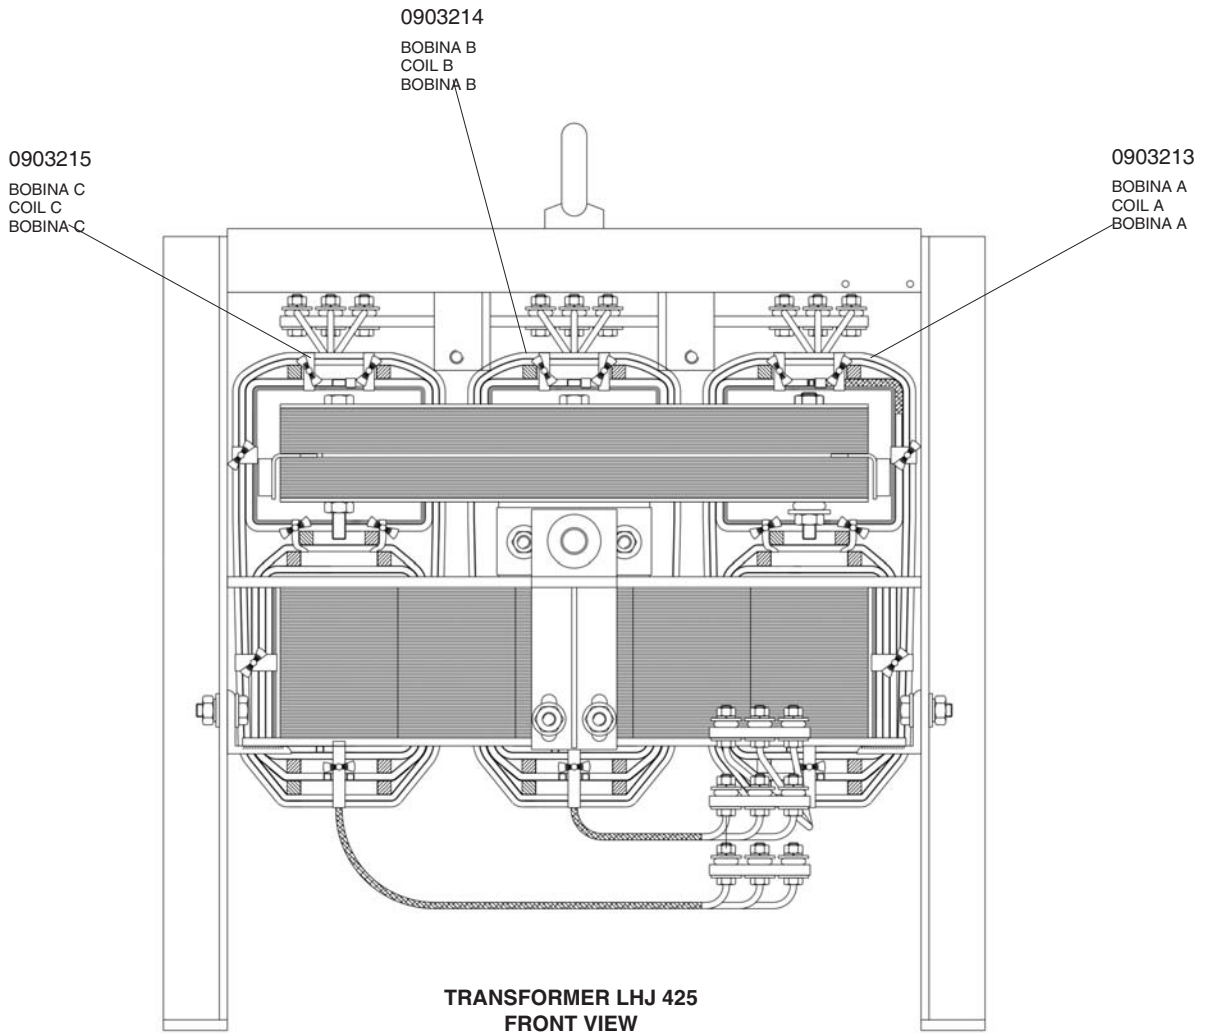 0903214
BOBINA B
COIL B
BOBINA B
0903215
BOBINA C
COIL C
BOBINA C
0903213
BOBINA A
COIL A
BOBINA A
TRANSFORMER LHJ 425
FRONT VIEW